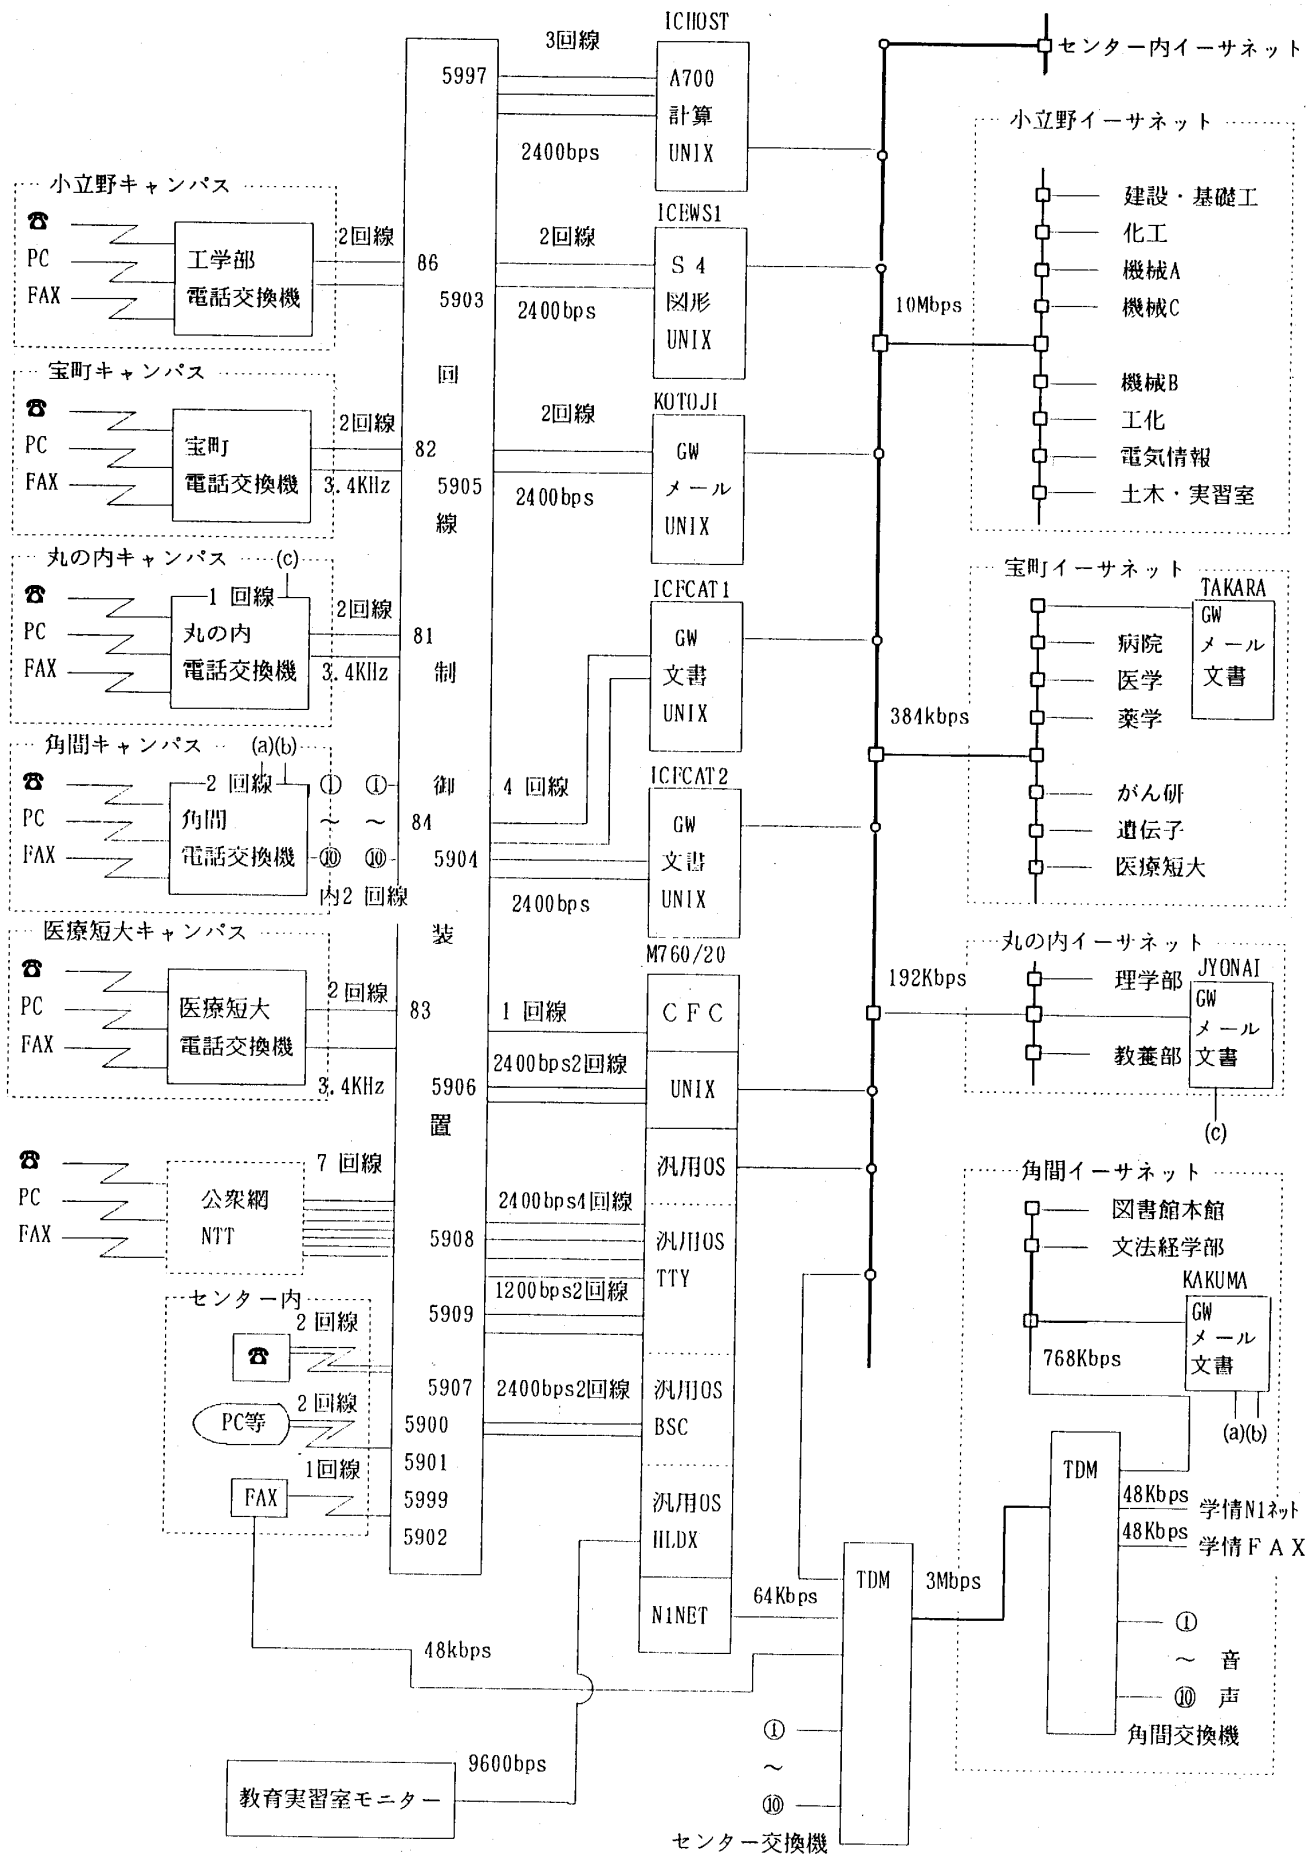 小立野キャンパス
☎
PC
FAX
工学部
電話交換機
2回線
宝町キャンパス
☎
PC
FAX
宝町
電話交換機
2回線
3.4KHz
丸の内キャンパス
(c)
☎
PC
FAX
1 回線
丸の内
電話交換機
2回線
3.4KHz
角間キャンパス
(a)(b)
☎
PC
FAX
2 回線
角間
電話交換機
① ①
～ ～
⑩ ⑩
内2 回線
医療短大キャンパス
☎
PC
FAX
医療短大
電話交換機
2 回線
3.4KHz
☎
PC
FAX
公衆網
NTT
7 回線
センター内
2 回線
☎
2 回線
PC等
1回線
FAX
回線制御装置
5997
86
5903
82
5905
81
84
5904
83
5906
5908
5909
5907
5900
5901
5999
5902
3回線
2400bps
2回線
2400bps
2回線
2400bps
4 回線
2400bps
1 回線
2400bps2回線
2400bps4回線
1200bps2回線
2400bps2回線
ICHOST
A700
計算
UNIX
ICEWS1
S 4
図形
UNIX
KOTOJI
GW
メール
UNIX
ICFCAT1
GW
文書
UNIX
ICFCAT2
GW
文書
UNIX
M760/20
CFC
UNIX
汎用OS
汎用OS
TTY
汎用OS
BSC
汎用OS
HLDX
N1NET
48kbps
9600bps
教育実習室モニター
64Kbps
TDM
3Mbps
①
～
⑩
センター交換機
10Mbps
384kbps
192Kbps
センター内イーサネット
小立野イーサネット
建設・基礎工
化工
機械A
機械C
機械B
工化
電気情報
土木・実習室
宝町イーサネット
TAKARA
GW
メール
文書
病院
医学
薬学
がん研
遺伝子
医療短大
丸の内イーサネット
理学部
教養部
JYONAI
GW
メール
文書
(c)
角間イーサネット
図書館本館
文法経学部
KAKUMA
GW
メール
文書
(a)(b)
768Kbps
TDM
48Kbps
学情N1ネット
48Kbps
学情FAX
①
～ 音
⑩ 声
角間交換機